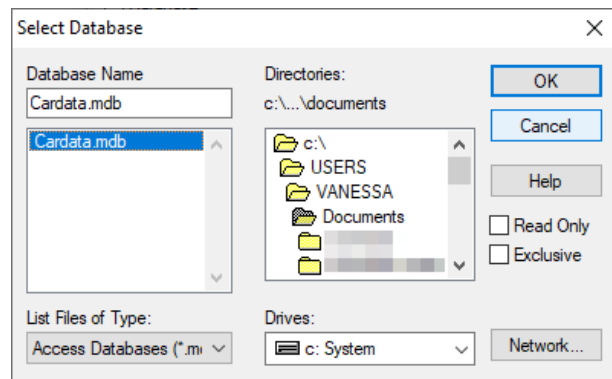 Select Database
Database Name
Cardata.mdb
Cardata.mdb
List Files of Type:
Access Databases (*.m
Directories:
c:\...\documents
c:\
USERS
VANESSA
Documents
Drives:
c: System
OK
Cancel
Help
Read Only
Exclusive
Network...